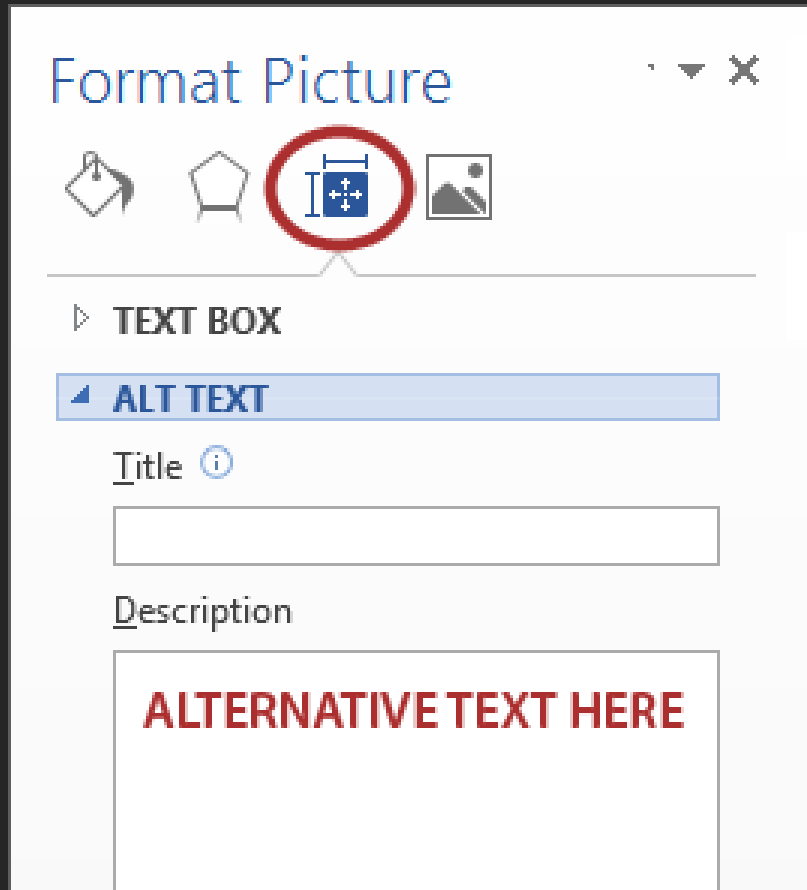 Format Picture
TEXT BOX
ALT TEXT
Title
Description
ALTERNATIVE TEXT HERE